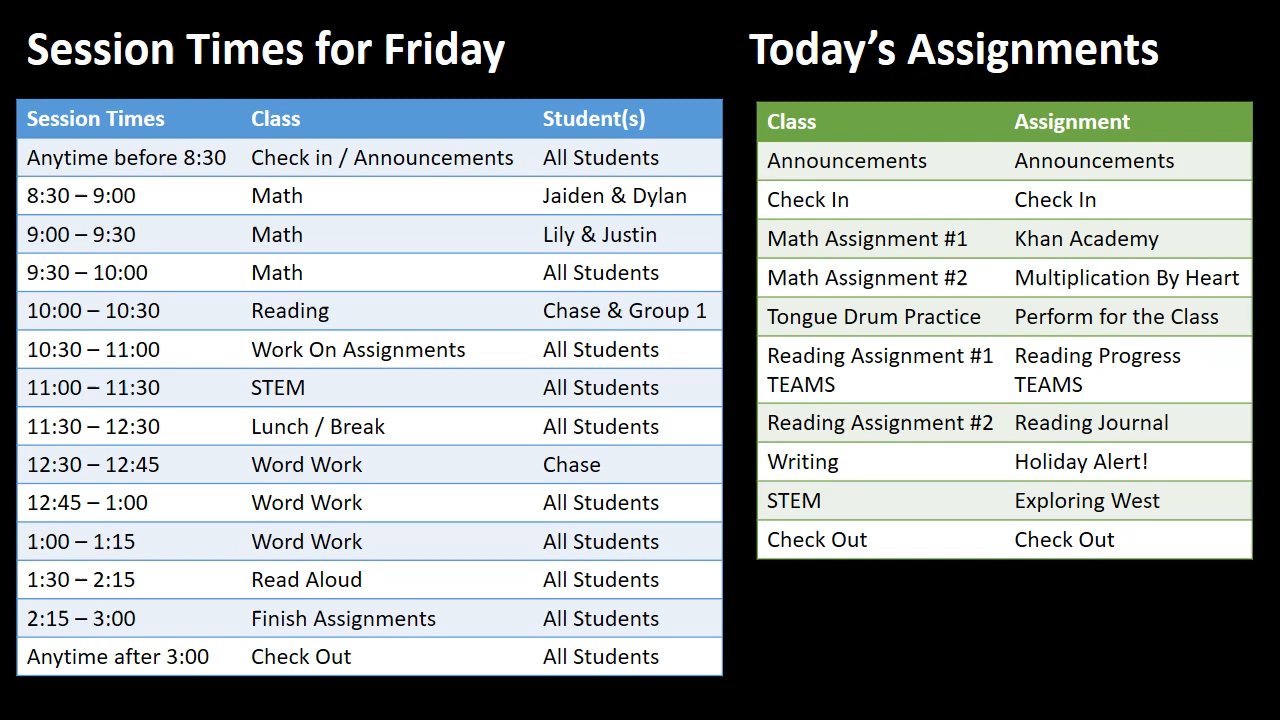 Session Times for Friday
Session Times Class Student(s)
Anytime before 8:30 Check in / Announcements All Students
8:30 – 9:00 Math Jaiden & Dylan
9:00 – 9:30 Math Lily & Justin
9:30 – 10:00 Math All Students
10:00 – 10:30 Reading Chase & Group 1
10:30 – 11:00 Work On Assignments All Students
11:00 – 11:30 STEM All Students
11:30 – 12:30 Lunch / Break All Students
12:30 – 12:45 Word Work Chase
12:45 – 1:00 Word Work All Students
1:00 – 1:15 Word Work All Students
1:30 – 2:15 Read Aloud All Students
2:15 – 3:00 Finish Assignments All Students
Anytime after 3:00 Check Out All Students
Today’s Assignments
Class Assignment
Announcements Announcements
Check In Check In
Math Assignment #1 Khan Academy
Math Assignment #2 Multiplication By Heart
Tongue Drum Practice Perform for the Class
Reading Assignment #1 Reading Progress
TEAMS TEAMS
Reading Assignment #2 Reading Journal
Writing Holiday Alert!
STEM Exploring West
Check Out Check Out